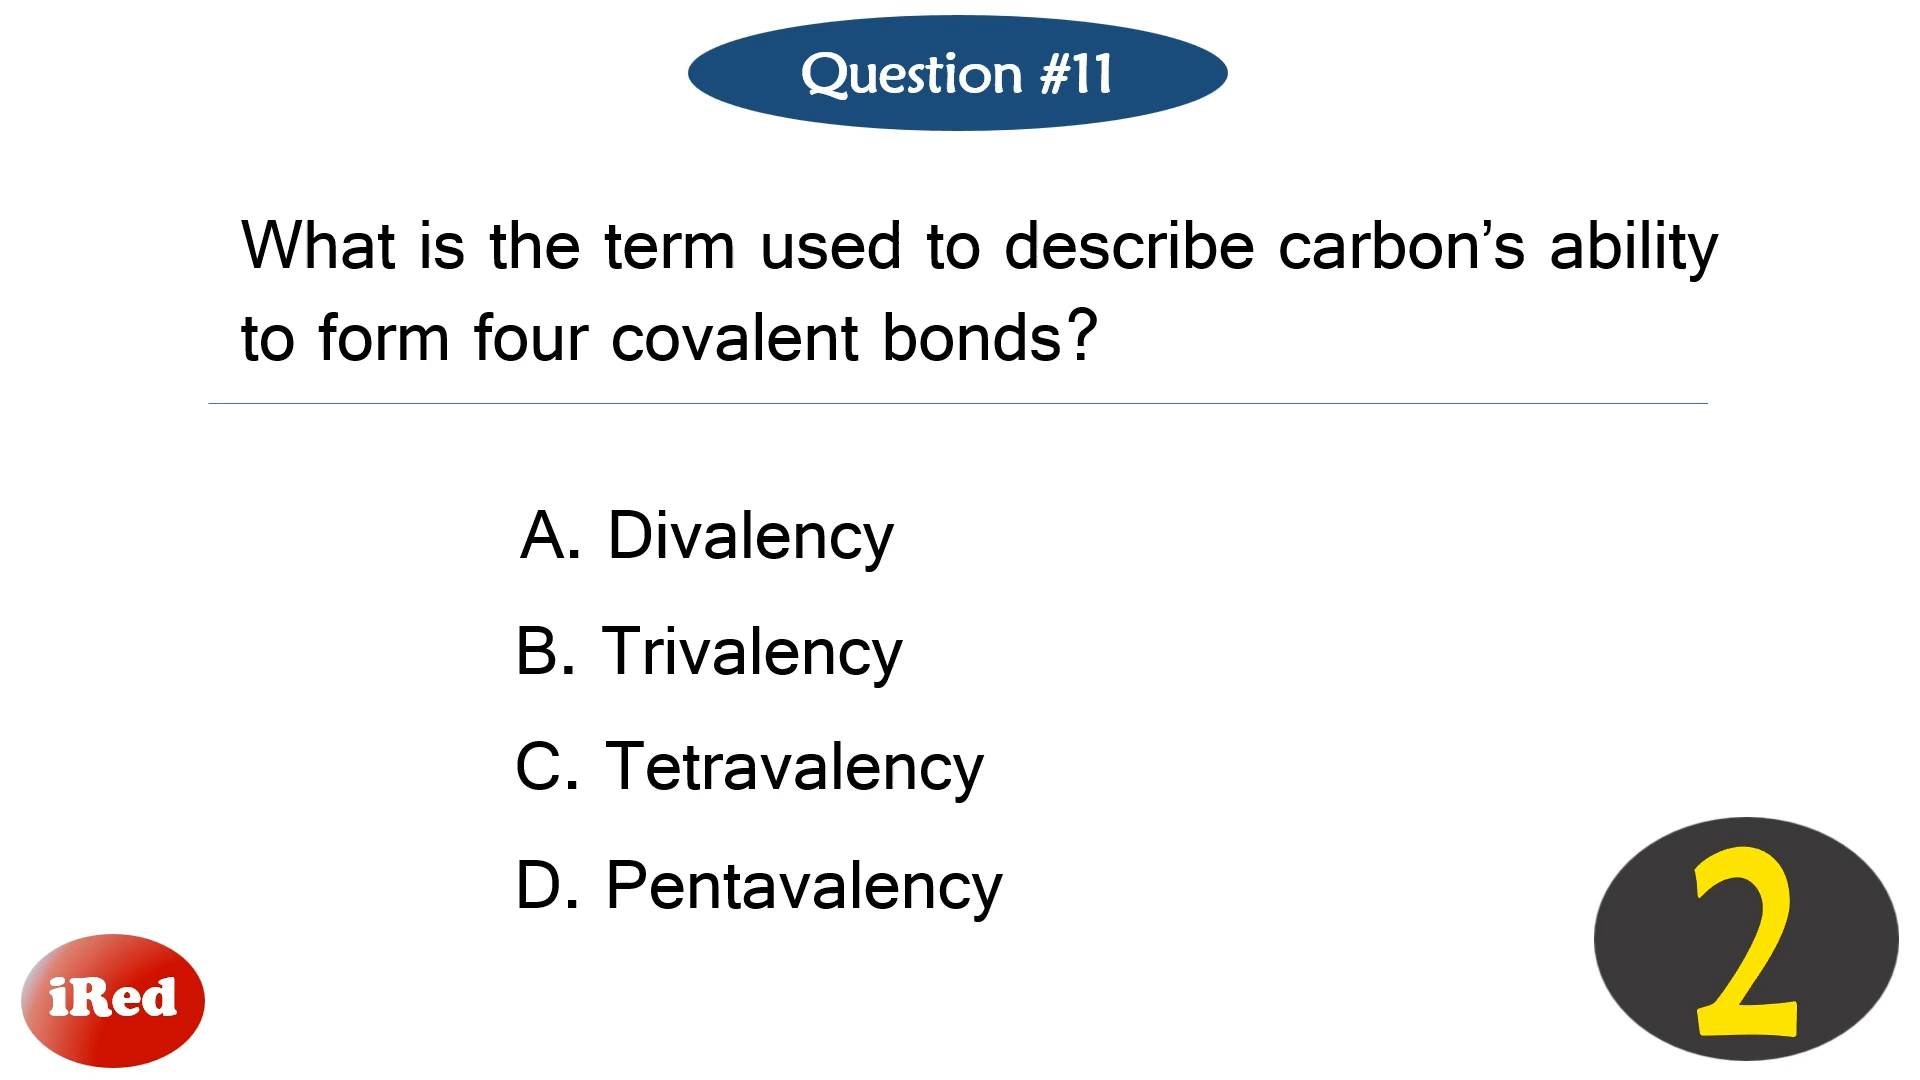 Question #11
What is the term used to describe carbon’s ability
to form four covalent bonds?
A. Divalency
B. Trivalency
C. Tetravalency
D. Pentavalency
iRed
2